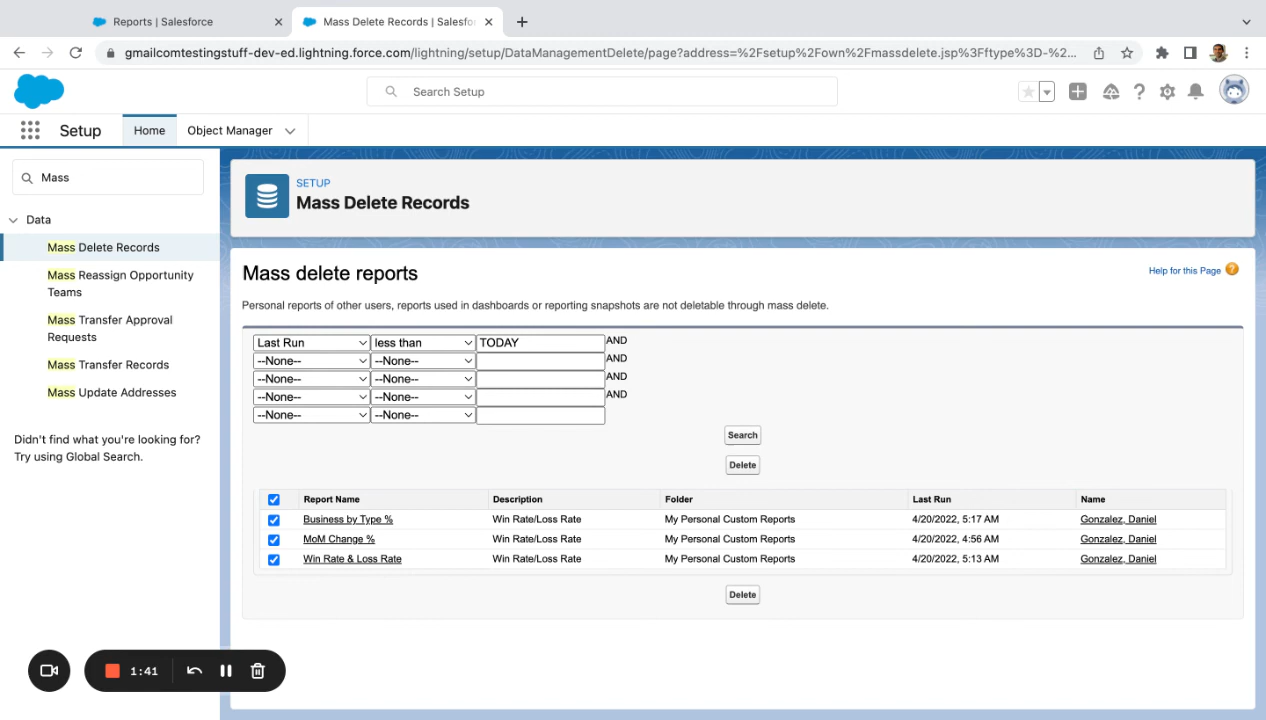 Reports | Salesforce
Mass Delete Records | Salesfo
gmailcomtestingstuff-dev-ed.lightning.force.com/lightning/setup/DataManagementDelete/page?address=%2Fsetup%2Fown%2Fmassdelete.jsp%3Fftype%3D-%2...
Search Setup
Setup
Home
Object Manager
Mass
Data
Mass Delete Records
Mass Reassign Opportunity
Teams
Mass Transfer Approval
Requests
Mass Transfer Records
Mass Update Addresses
Didn't find what you're looking for?
Try using Global Search.
SETUP
Mass Delete Records
Mass delete reports
Help for this Page ?
Personal reports of other users, reports used in dashboards or reporting snapshots are not deletable through mass delete.
Last Run less than TODAY AND
--None-- --None-- AND
--None-- --None-- AND
--None-- --None-- AND
--None-- --None--
Search
Delete
Report Name Description Folder Last Run Name
Business by Type % Win Rate/Loss Rate My Personal Custom Reports 4/20/2022, 5:17 AM Gonzalez, Daniel
MoM Change % Win Rate/Loss Rate My Personal Custom Reports 4/20/2022, 4:56 AM Gonzalez, Daniel
Win Rate & Loss Rate Win Rate/Loss Rate My Personal Custom Reports 4/20/2022, 5:13 AM Gonzalez, Daniel
Delete
1:41